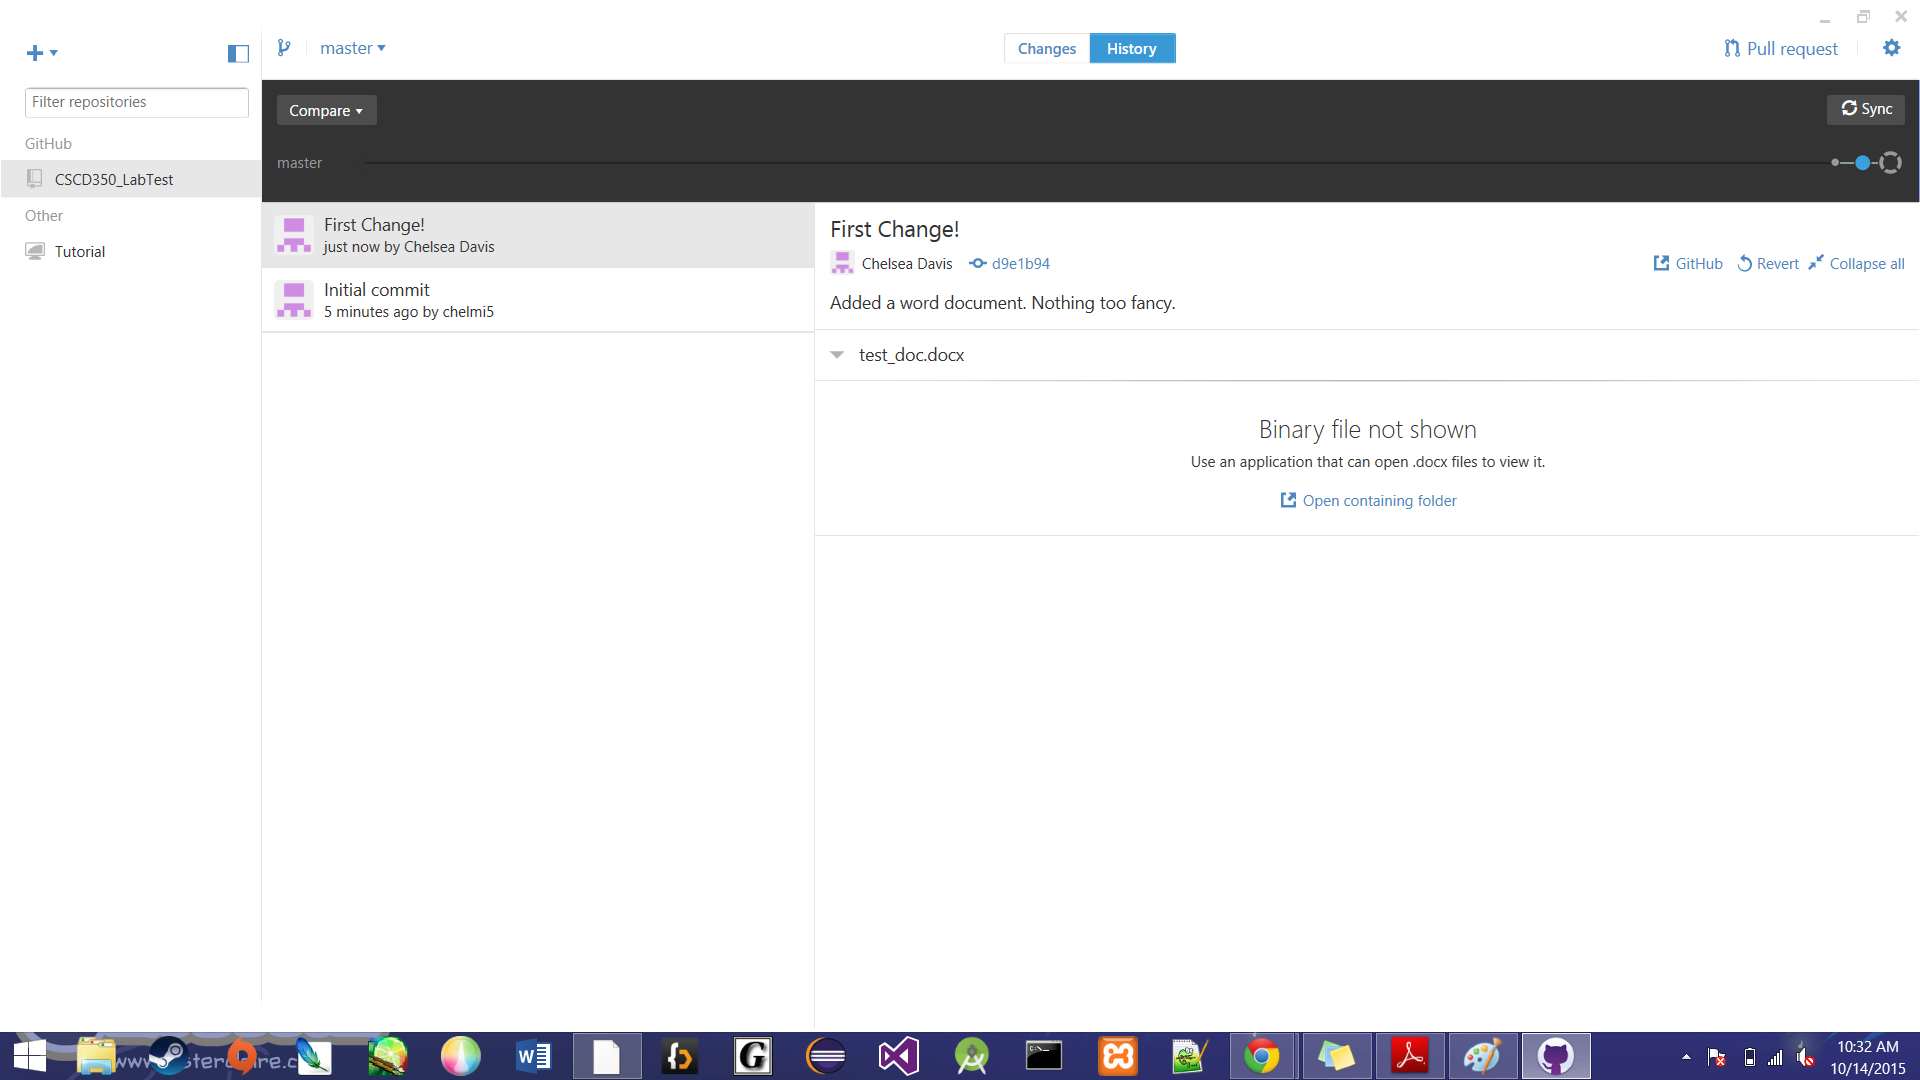 master
Changes
History
Pull request
Filter repositories
Compare
Sync
GitHub
master
CSCD350_LabTest
Other
Tutorial
First Change!
just now by Chelsea Davis
Initial commit
5 minutes ago by chelmi5
First Change!
Chelsea Davis
d9e1b94
GitHub
Revert
Collapse all
Added a word document. Nothing too fancy.
test_doc.docx
Binary file not shown
Use an application that can open .docx files to view it.
Open containing folder
10:32 AM
10/14/2015